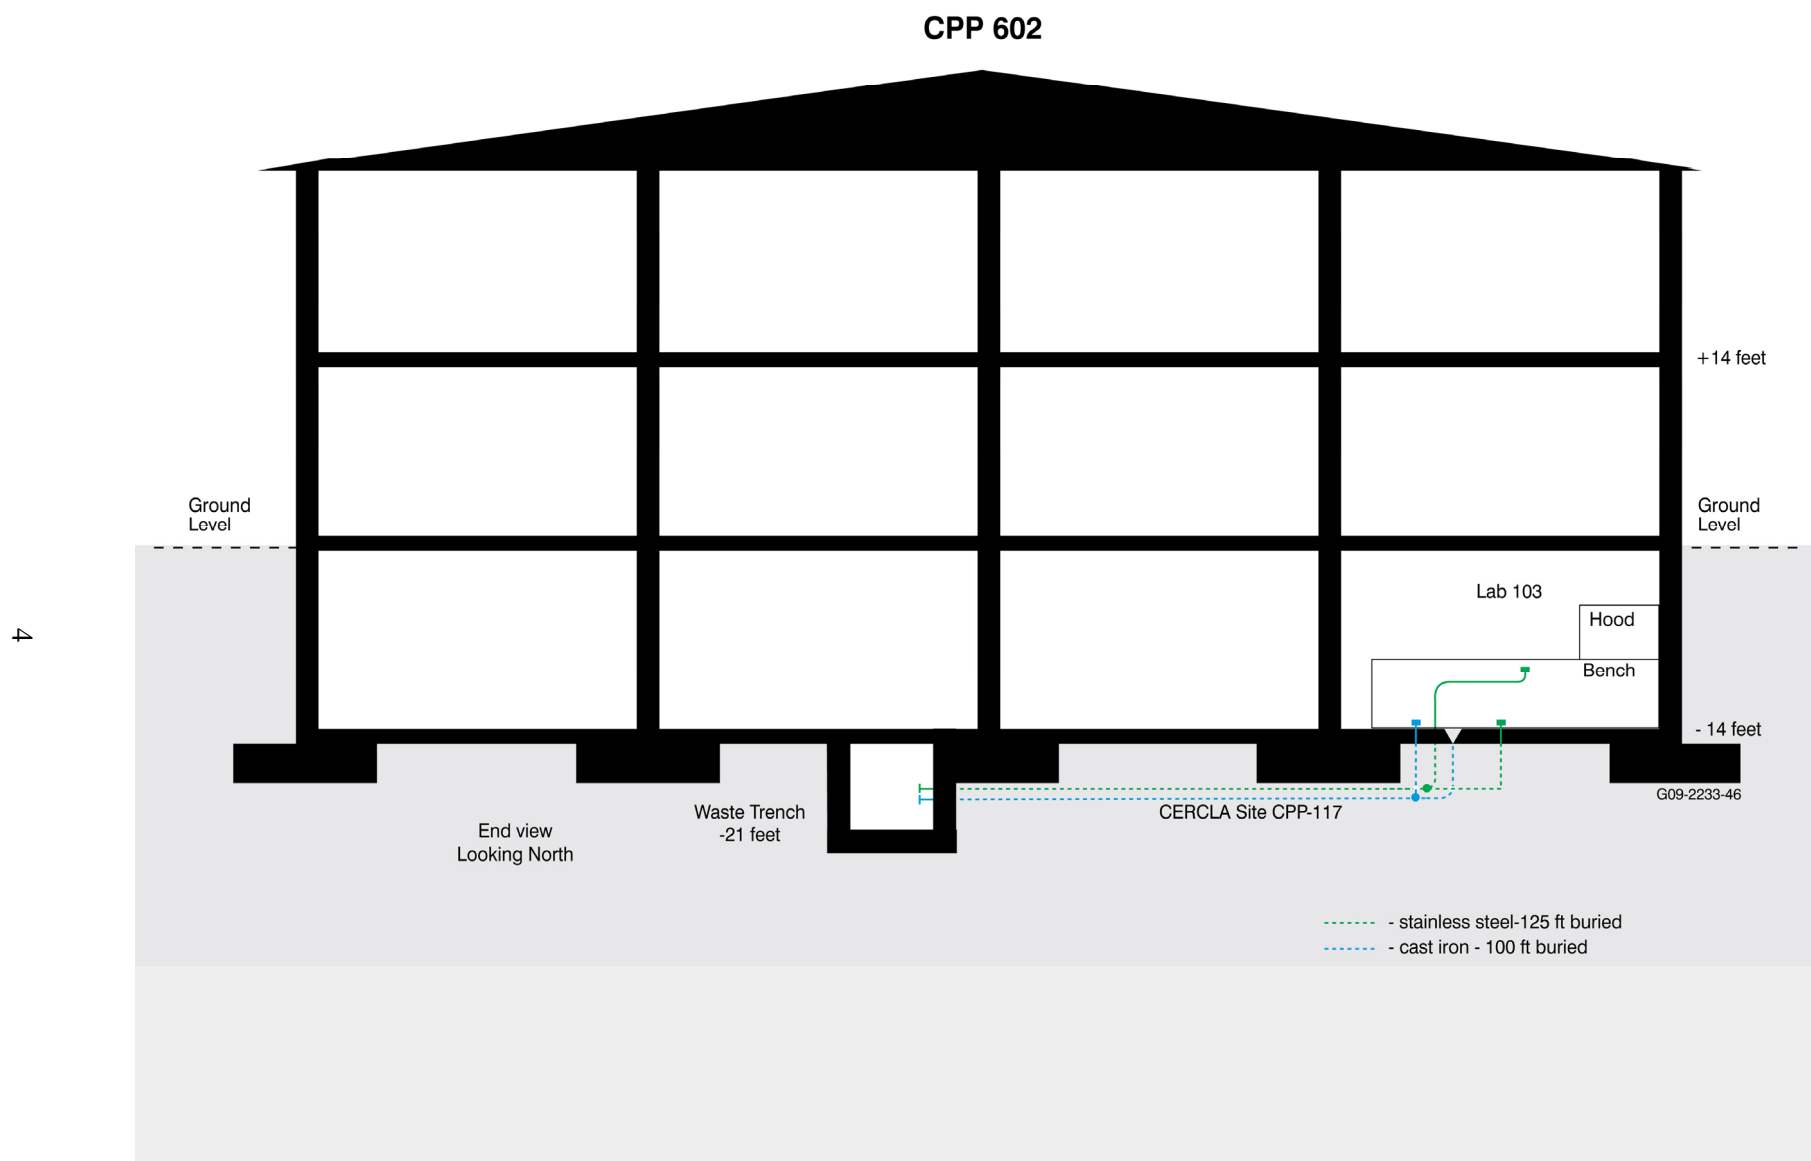 CPP 602
+14 feet
Ground
Level
Ground
Level
Lab 103
Hood
Bench
- 14 feet
G09-2233-46
Waste Trench
-21 feet
CERCLA Site CPP-117
End view
Looking North
- stainless steel-125 ft buried
- cast iron - 100 ft buried
4